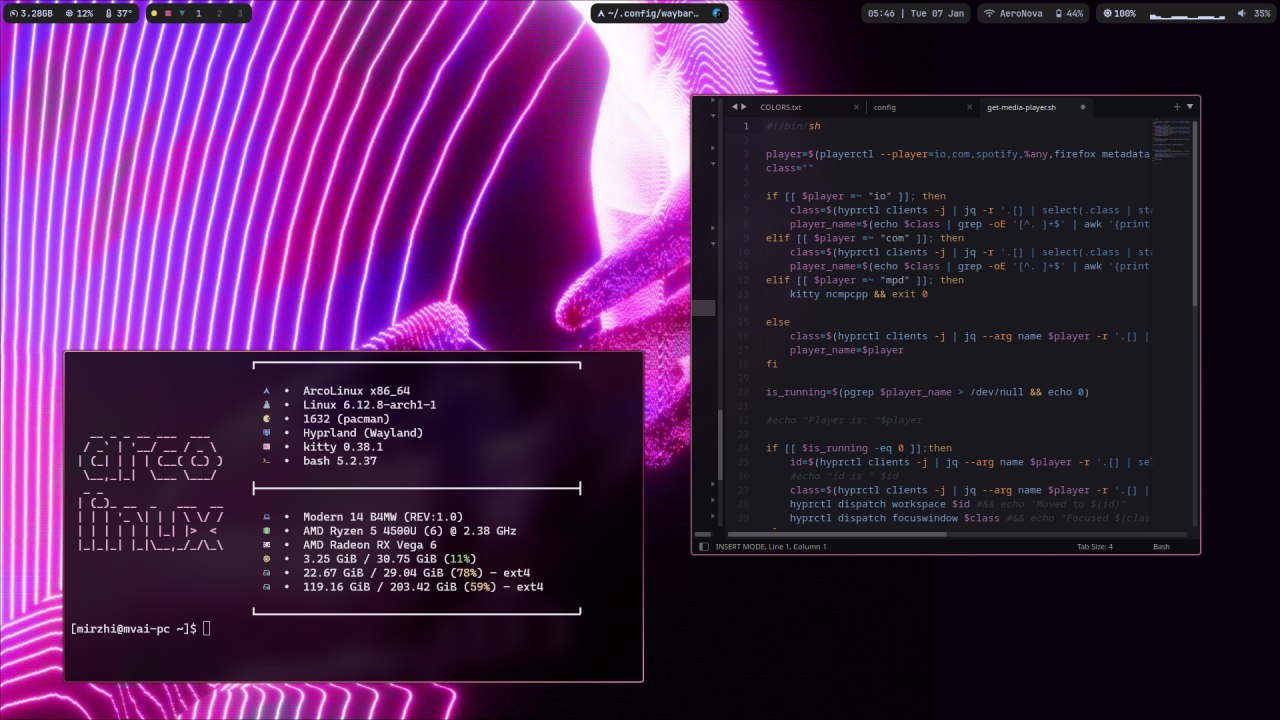 3.28GB 12% 37° 1 2 3
~/.config/waybar…
05:46 | Tue 07 Jan AeroNova 44% 100% 35%
COLORS.txt × config × get-media-player.sh
1 #!/bin/sh
player=$(playerctl --player=io,com,spotify,%any,firefox metadata
4 class=""
6 if [[ $player =~ "io" ]]; then
7 class=$(hyprctl clients -j | jq -r '.[] | select(.class | sta
8 player_name=$(echo $class | grep -oE '[^. ]+$' | awk '{print
9 elif [[ $player =~ "com" ]]; then
10 class=$(hyprctl clients -j | jq -r '.[] | select(.class | sta
11 player_name=$(echo $class | grep -oE '[^. ]+$' | awk '{print
12 elif [[ $player =~ "mpd" ]]; then
13 kitty ncmpcpp && exit 0
15 else
16 class=$(hyprctl clients -j | jq --arg name $player -r '.[] |
17 player_name=$player
18 fi
20 is_running=$(pgrep $player_name > /dev/null && echo 0)
22 #echo "Player is: "$player
24 if [[ $is_running -eq 0 ]];then
25 id=$(hyprctl clients -j | jq --arg name $player -r '.[] | sel
26 #echo "id is " $id
27 class=$(hyprctl clients -j | jq --arg name $player -r '.[] |
28 hyprctl dispatch workspace $id #&& echo "Moved to ${id}"
29 hyprctl dispatch focuswindow $class #&& echo "Focused ${clas
INSERT MODE, Line 1, Column 1 Tab Size: 4 Bash
arco
linux
• ArcoLinux x86_64
• Linux 6.12.8-arch1-1
• 1632 (pacman)
• Hyprland (Wayland)
• kitty 0.38.1
• bash 5.2.37
• Modern 14 B4MW (REV:1.0)
• AMD Ryzen 5 4500U (6) @ 2.38 GHz
• AMD Radeon RX Vega 6
• 3.25 GiB / 30.75 GiB (11%)
• 22.67 GiB / 29.04 GiB (78%) - ext4
• 119.16 GiB / 203.42 GiB (59%) - ext4
[mirzhi@mvai-pc ~]$